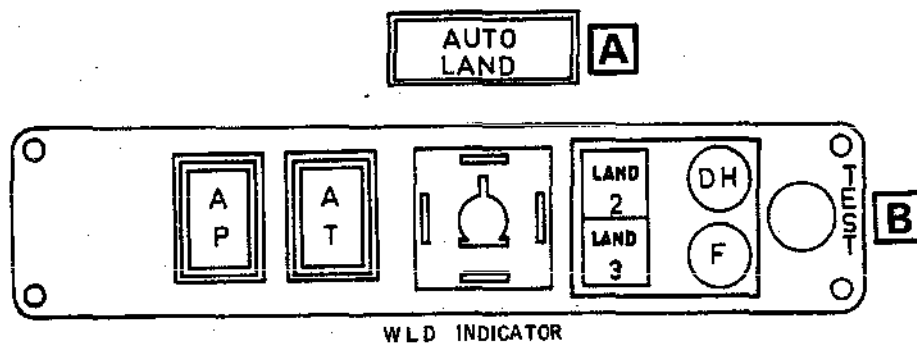 AUTO
LAND
A
A
P
A
T
LAND
2
LAND
3
DH
F
TEST
B
WLD INDICATOR